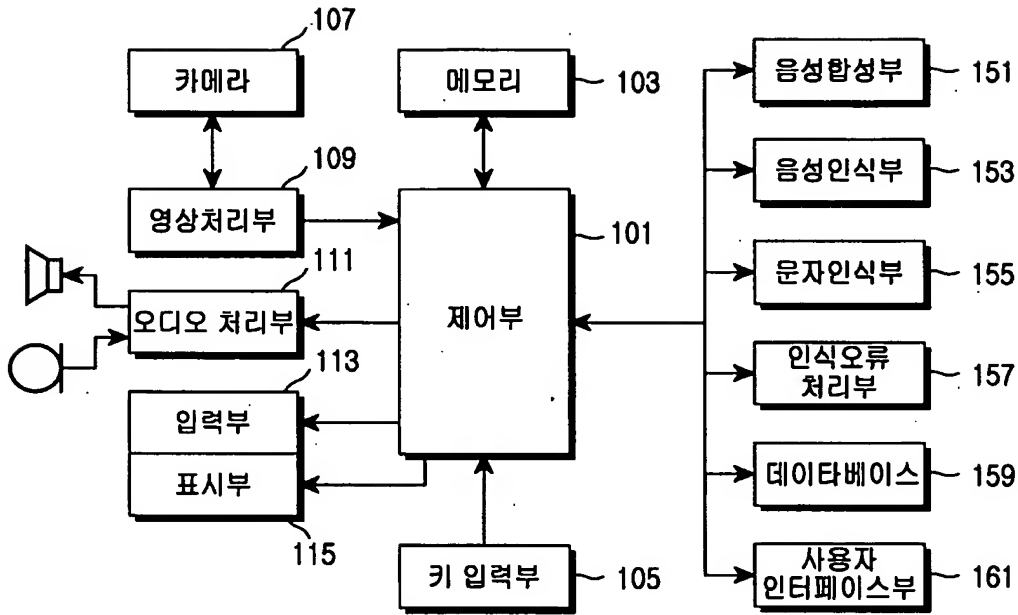 107
카메라
메모리
103
음성합성부
151
109
영상처리부
음성인식부
153
101
111
오디오 처리부
제어부
문자인식부
155
113
입력부
인식오류
처리부
157
표시부
115
데이타베이스
159
키 입력부
105
사용자
인터페이스부
161